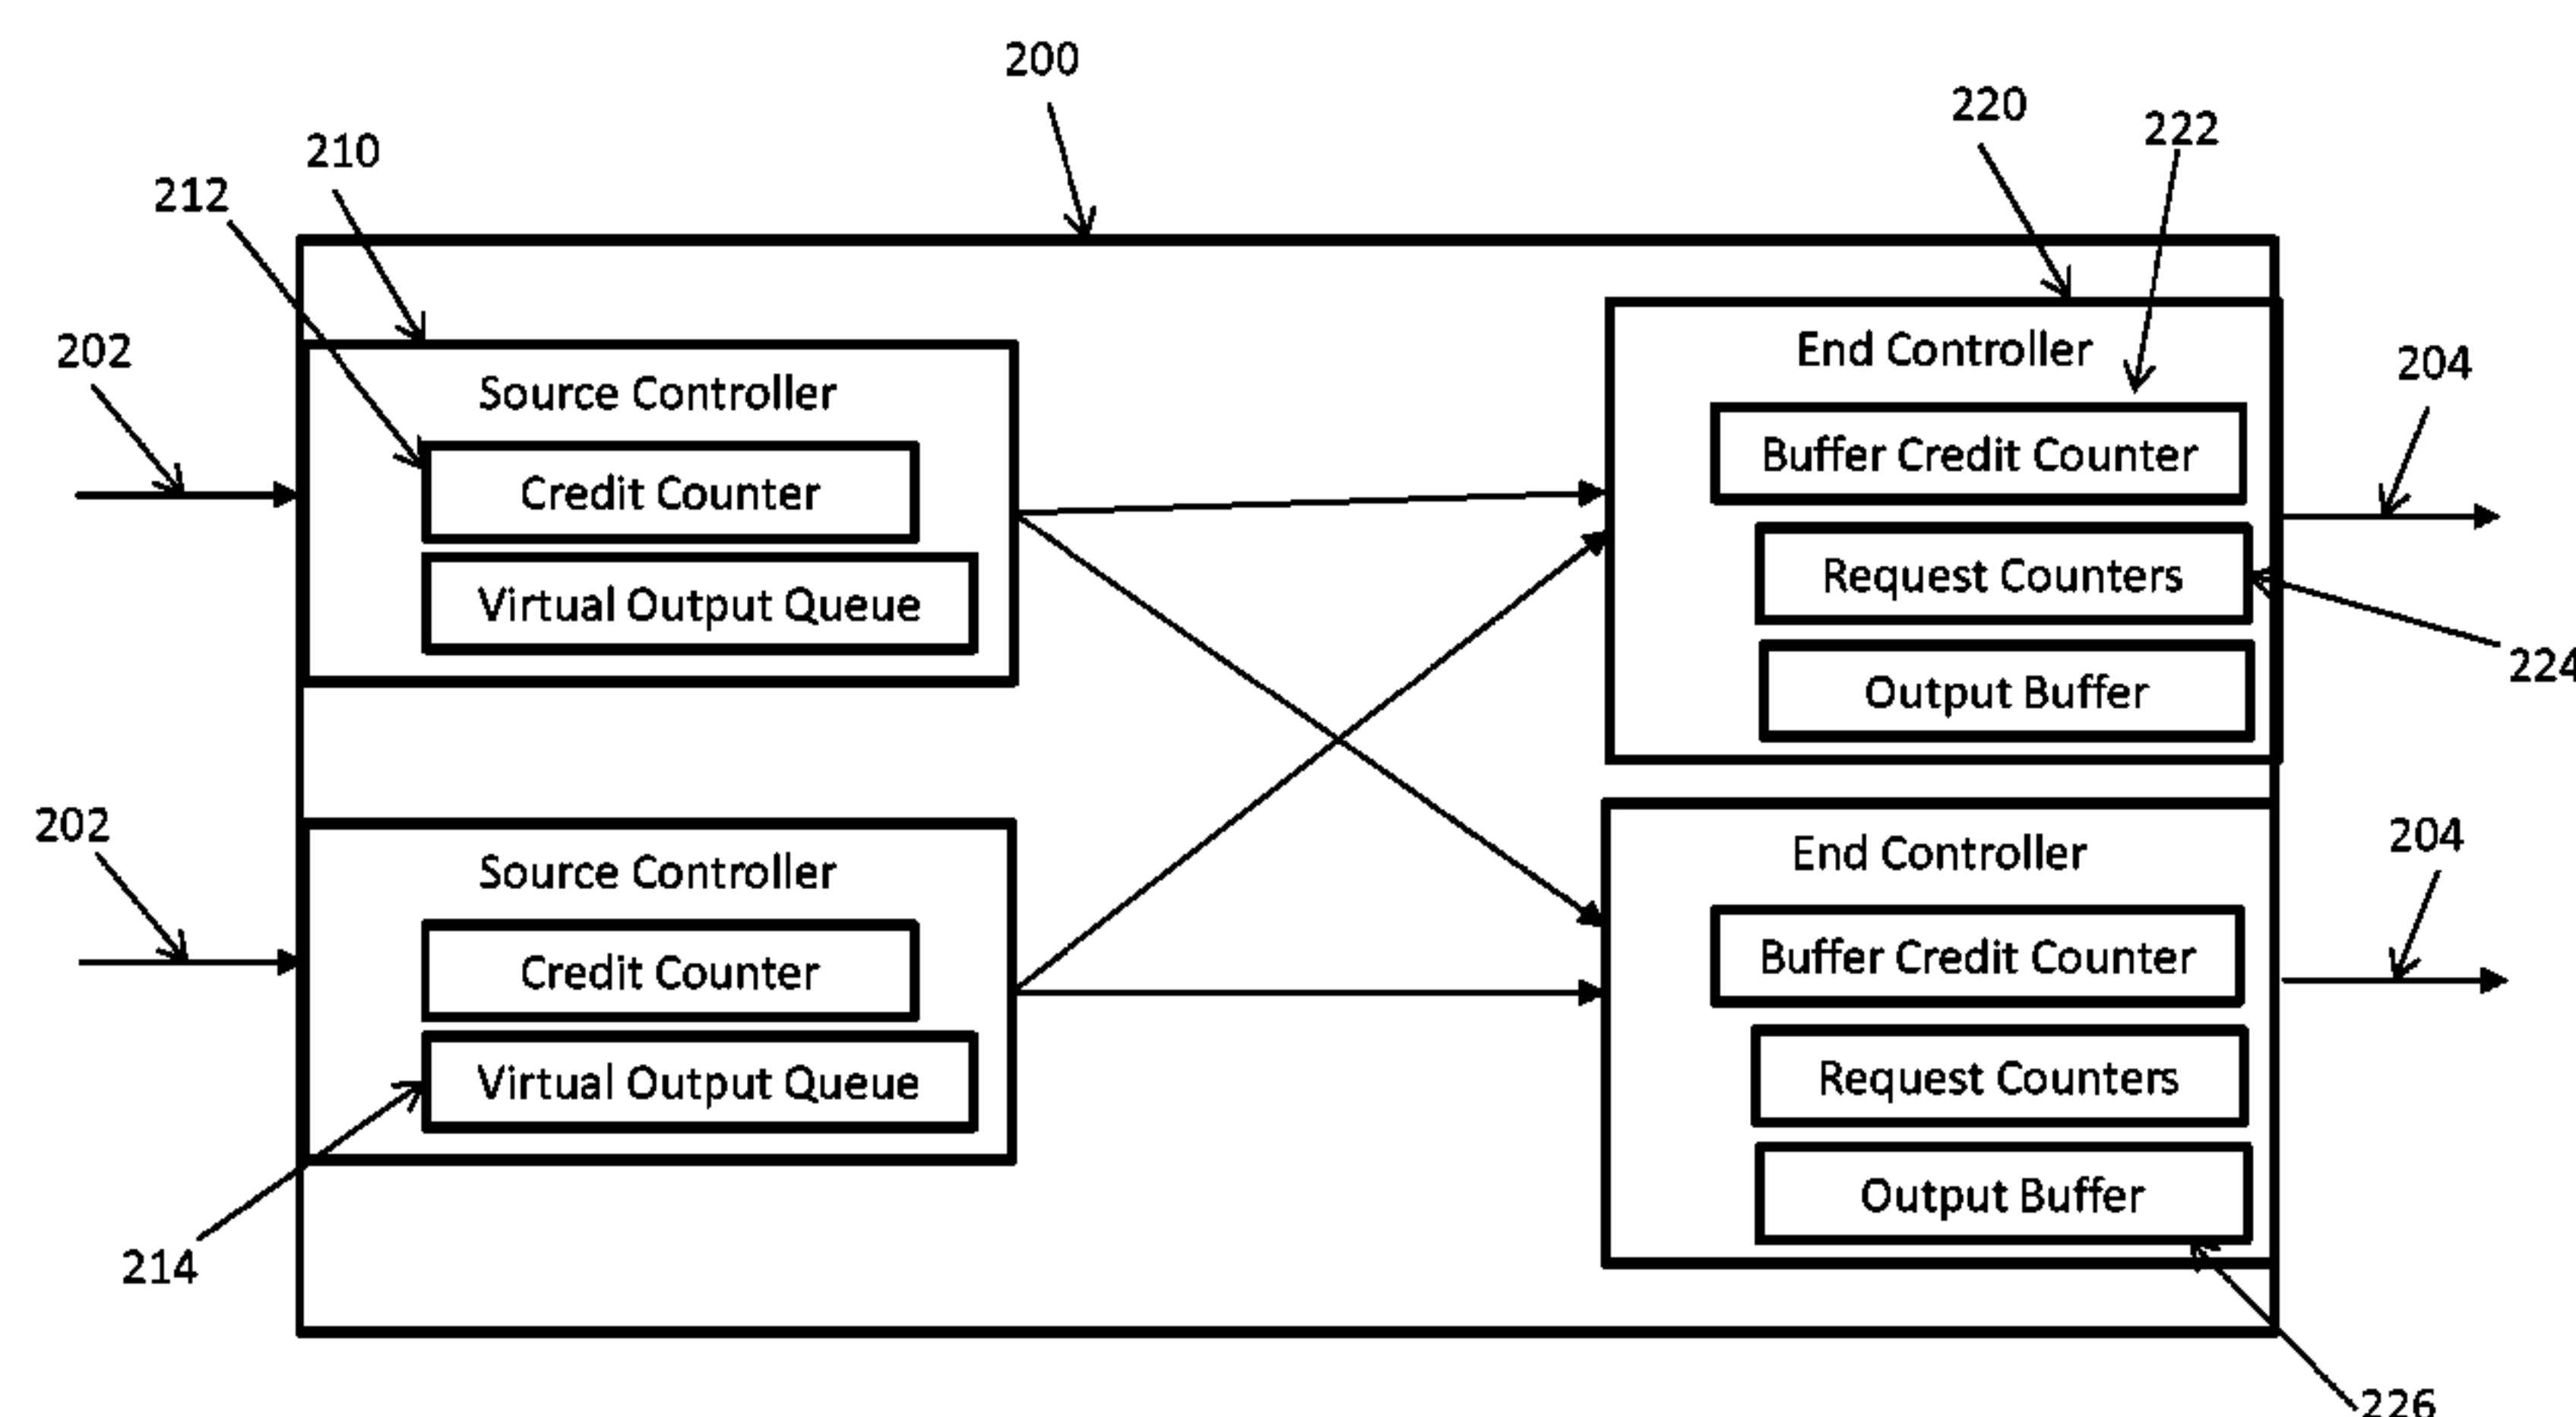 200
220
222
210
212
202
204
End Controller
Source Controller
Buffer Credit Counter
Credit Counter
Request Counters
Virtual Output Queue
224
Output Buffer
202
204
End Controller
Source Controller
Buffer Credit Counter
Credit Counter
Request Counters
Virtual Output Queue
Output Buffer
214
226